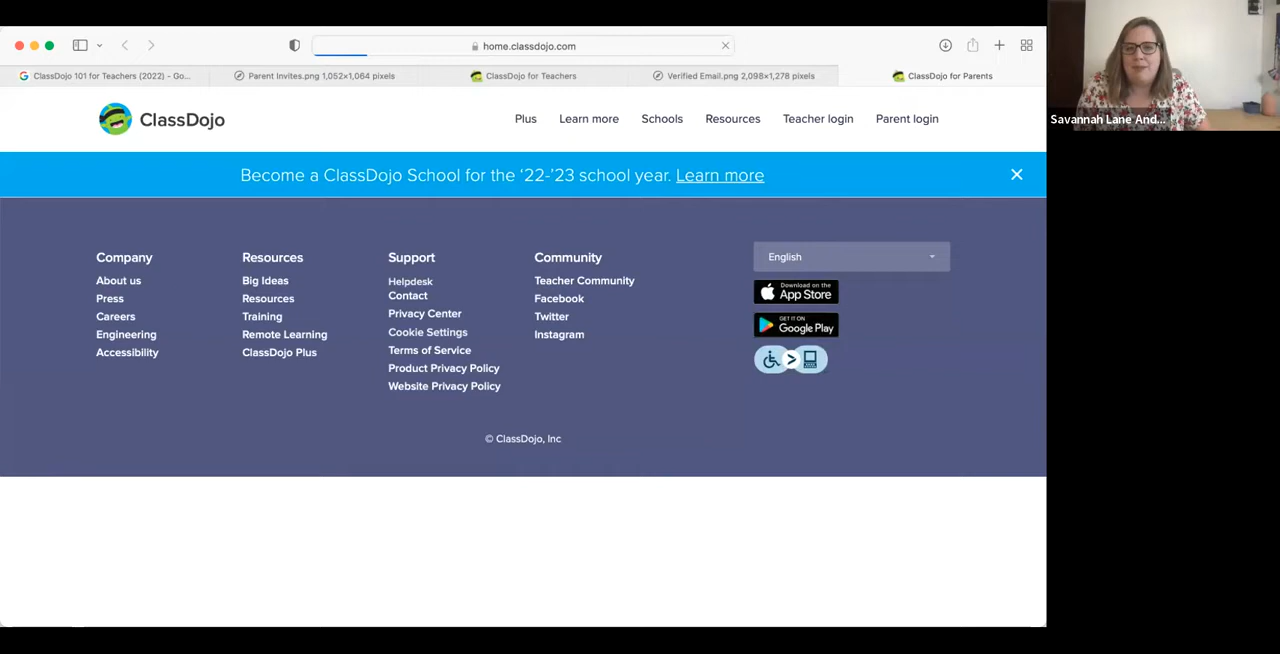 home.classdojo.com
ClassDojo 101 for Teachers (2022) - Go...
Parent Invites.png 1,052×1,064 pixels
ClassDojo for Teachers
Verified Email.png 2,098×1,278 pixels
ClassDojo for Parents
Savannah Lane And...
ClassDojo
Plus
Learn more
Schools
Resources
Teacher login
Parent login
Become a ClassDojo School for the ‘22-’23 school year. Learn more
Company
About us
Press
Careers
Engineering
Accessibility
Resources
Big Ideas
Resources
Training
Remote Learning
ClassDojo Plus
Support
Helpdesk
Contact
Privacy Center
Cookie Settings
Terms of Service
Product Privacy Policy
Website Privacy Policy
Community
Teacher Community
Facebook
Twitter
Instagram
English
Download on the
App Store
GET IT ON
Google Play
© ClassDojo, Inc